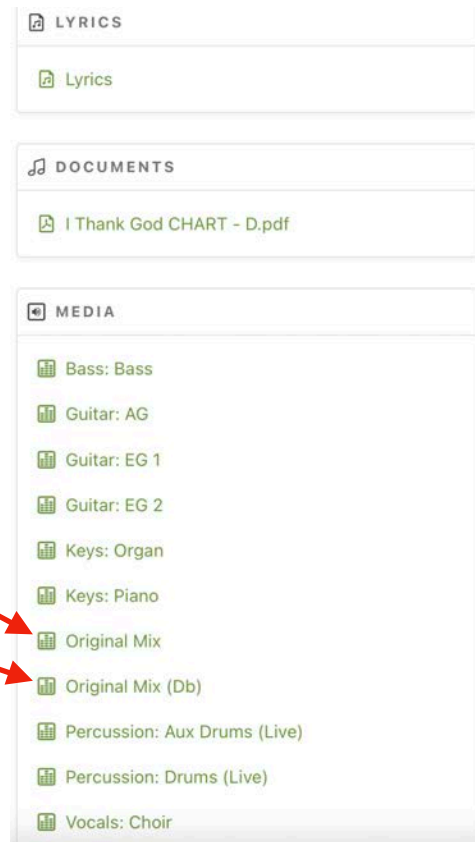 LYRICS
Lyrics
DOCUMENTS
I Thank God CHART - D.pdf
MEDIA
Bass: Bass
Guitar: AG
Guitar: EG 1
Guitar: EG 2
Keys: Organ
Keys: Piano
Original Mix
Original Mix (Db)
Percussion: Aux Drums (Live)
Percussion: Drums (Live)
Vocals: Choir